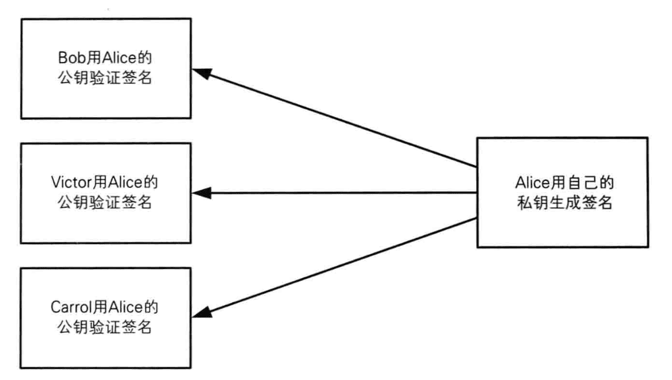 Bob用Alice的
公钥验证签名
Victor用Alice的
公钥验证签名
Carrol用Alice的
公钥验证签名
Alice用自己的
私钥生成签名